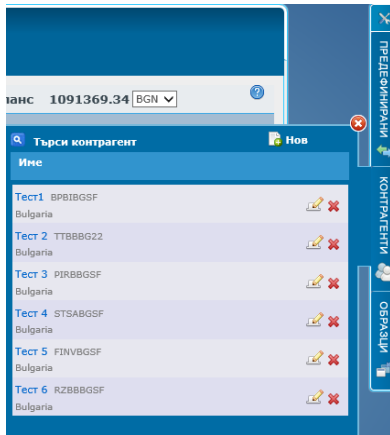 ланс 1091369.34 BGN
Търси контрагент
Нов
Име
Тест1 BPBIBGSF
Bulgaria
Тест 2 TTBBBG22
Bulgaria
Тест 3 PIRBBGSF
Bulgaria
Тест 4 STSABGSF
Bulgaria
Тест 5 FINVBGSF
Bulgaria
Тест 6 RZBBBGSF
Bulgaria
ПРЕДЕФИНИРАНИ
КОНТРАГЕНТИ
ОБРАЗЦИ